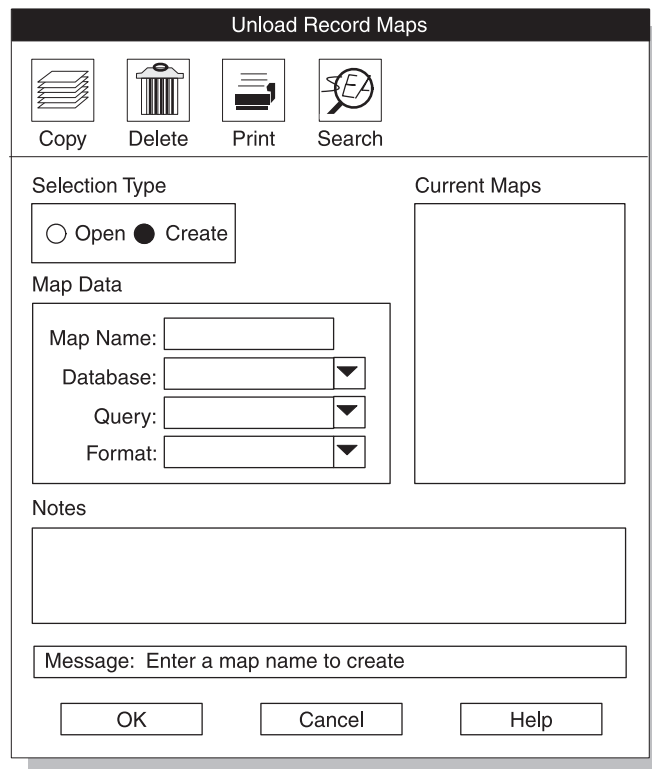 Unload Record Maps
Copy Delete Print Search
Selection Type
Current Maps
Open Create
Map Data
Map Name:
Database:
Query:
Format:
Notes
Message: Enter a map name to create
OK Cancel Help